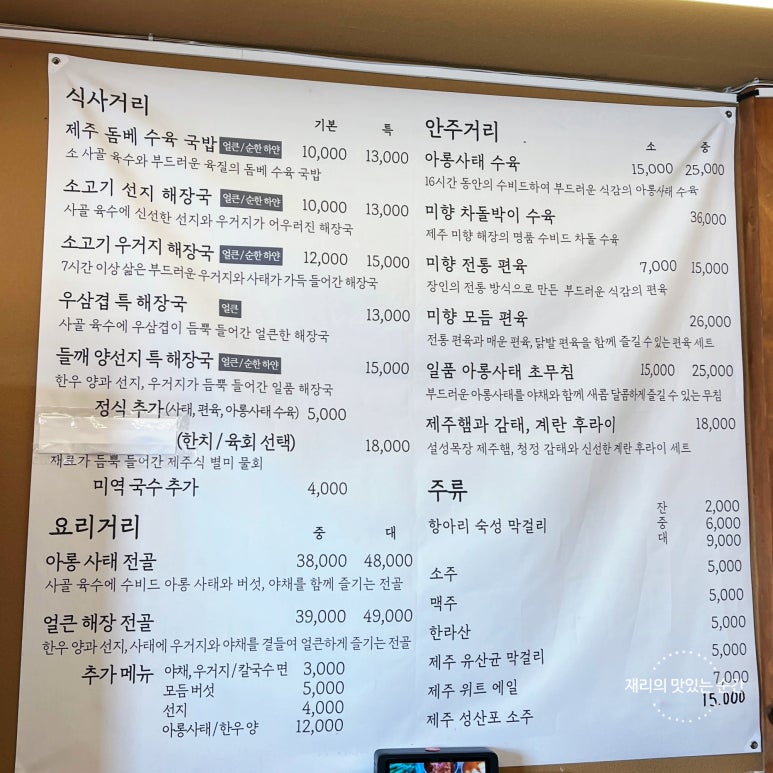 식사거리
기본 특
제주 돔베 수육 국밥 얼큰/순한 하얀 10,000 13,000
소 사골 육수와 부드러운 육질의 돔베 수육 국밥
소고기 선지 해장국 얼큰/순한 하얀 10,000 13,000
사골 육수에 신선한 선지와 우거지가 어우러진 해장국
소고기 우거지 해장국 얼큰/순한 하얀 12,000 15,000
7시간 이상 삶은 부드러운 우거지와 사태가 가득 들어간 해장국
우삼겹 특 해장국 얼큰 13,000
사골 육수에 우삼겹이 듬뿍 들어간 얼큰한 해장국
들깨 양선지 특 해장국 얼큰/순한 하얀 15,000
한우 양과 선지, 우거지가 듬뿍 들어간 일품 해장국
정식 추가 (사태, 편육, 아롱사태 수육) 5,000
(한치/육회 선택) 18,000
재료가 듬뿍 들어간 제주식 별미 물회
미역 국수 추가 4,000
요리거리
중 대
아롱 사태 전골 38,000 48,000
사골 육수에 수비드 아롱 사태와 버섯, 야채를 함께 즐기는 전골
얼큰 해장 전골 39,000 49,000
한우 양과 선지, 사태에 우거지와 야채를 곁들여 얼큰하게 즐기는 전골
추가 메뉴 야채, 우거지/칼국수 면 3,000
모듬 버섯 5,000
선지 4,000
아롱사태/한우 양 12,000
안주거리
소 중
아롱사태 수육 15,000 25,000
16시간 동안의 수비드하여 부드러운 식감의 아롱사태 수육
미향 차돌박이 수육 36,000
제주 미향 해장의 명품 수비드 차돌 수육
미향 전통 편육 7,000 15,000
장인의 전통 방식으로 만든 부드러운 식감의 편육
미향 모듬 편육 26,000
전통 편육과 매운 편육, 닭발 편육을 함께 즐길 수 있는 편육 세트
일품 아롱사태 초무침 15,000 25,000
부드러운 아롱사태를 야채와 함께 새콤 달콤하게 즐길 수 있는 무침
제주햄과 감태, 계란 후라이 18,000
설성목장 제주햄, 청정 감태와 신선한 계란 후라이 세트
주류
항아리 숙성 막걸리 잔 2,000
중 6,000
대 9,000
소주 5,000
맥주 5,000
한라산 5,000
제주 유산균 막걸리 5,000
제주 위트 에일 7,000
제주 성산포 소주 15.000
재리의 맛있는 순간